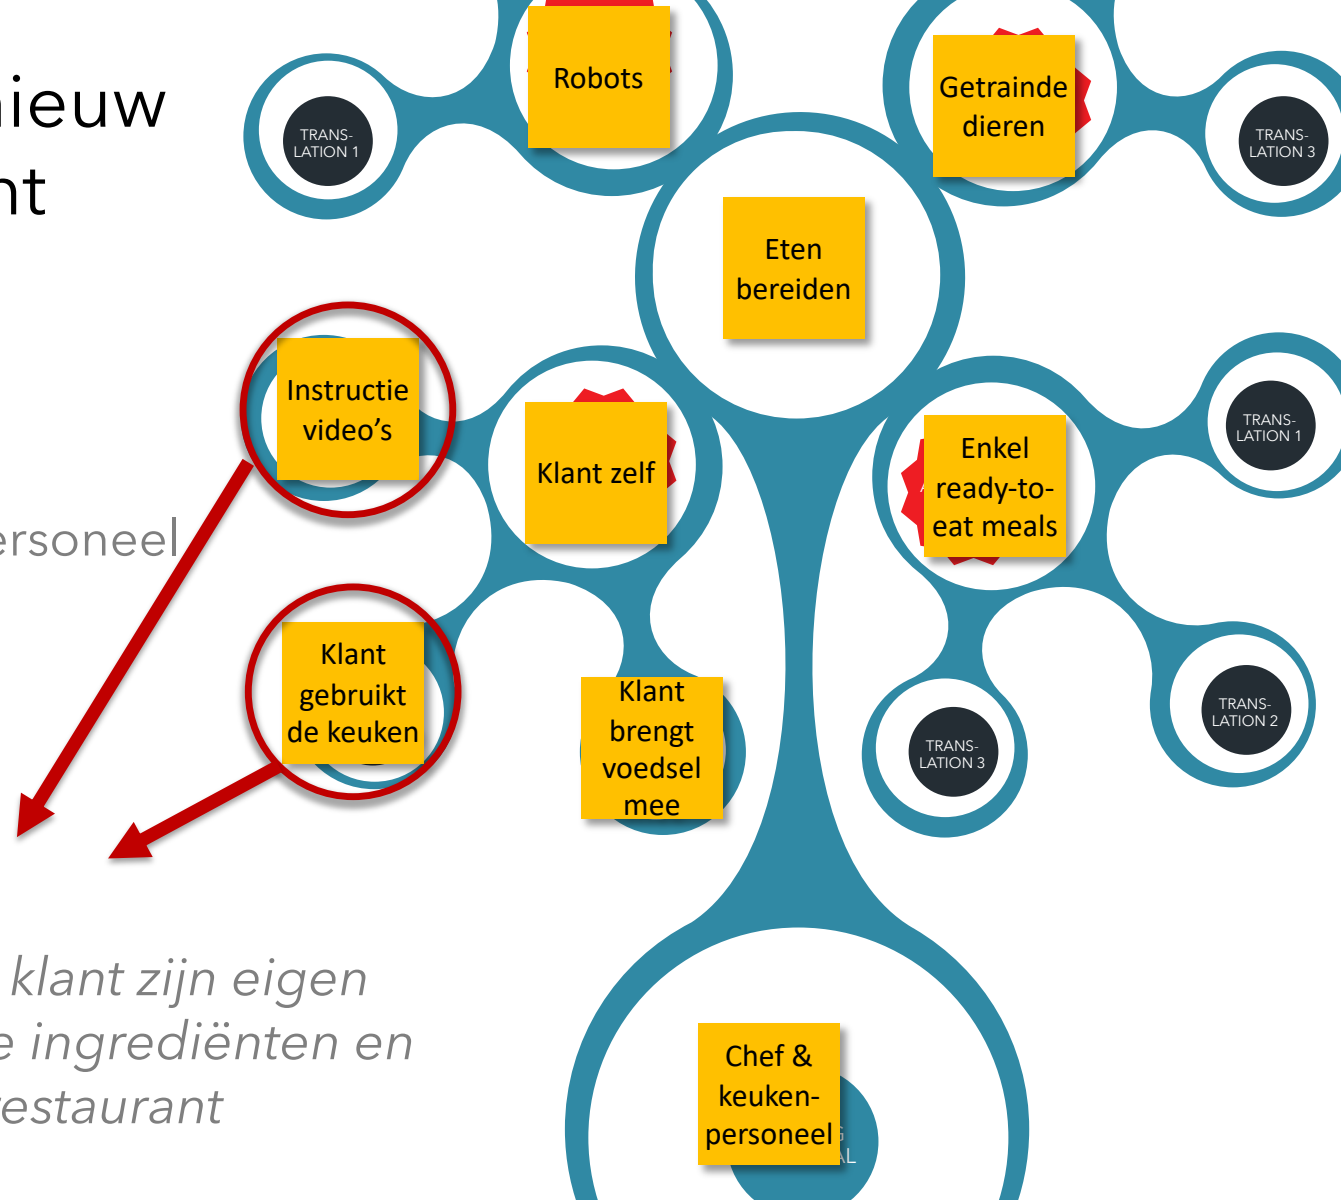 nieuw
nt
ersoneel
klant zijn eigen
e ingrediënten en
restaurant
Robots
Getrainde
dieren
TRANS-
LATION 1
TRANS-
LATION 3
Eten
bereiden
Instructie
video's
Klant zelf
Enkel
ready-to-
eat meals
TRANS-
LATION 1
Klant
gebruikt
de keuken
Klant
brengt
voedsel
mee
TRANS-
LATION 3
TRANS-
LATION 2
Chef &
keuken-
personeel